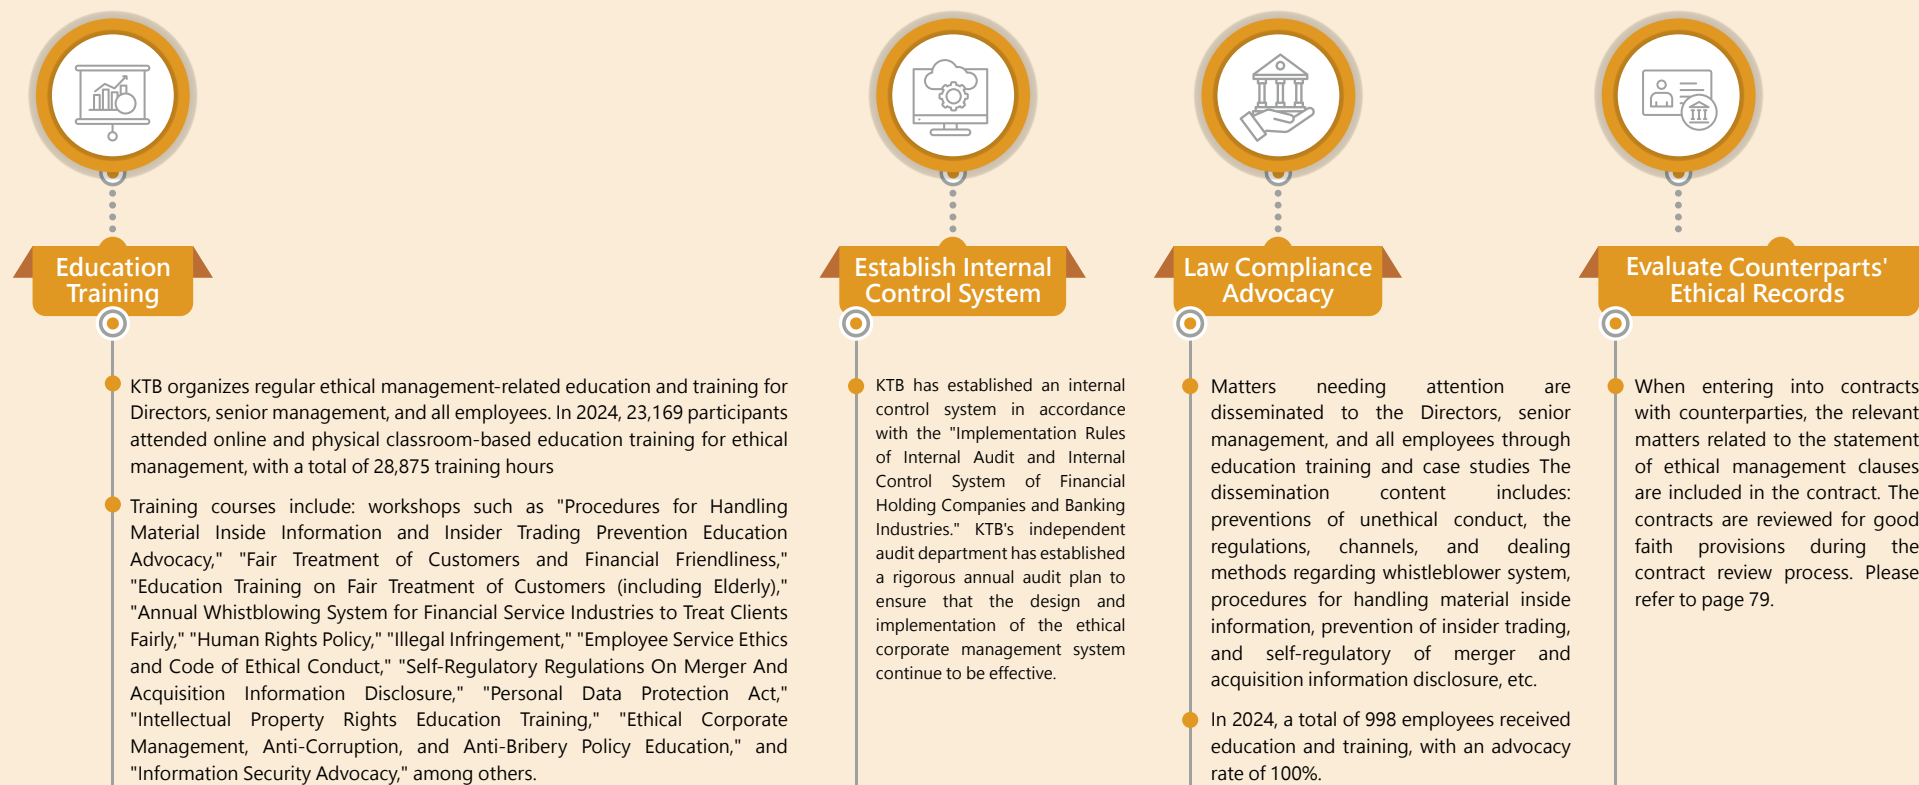 Education
Training
KTB organizes regular ethical management-related education and training for
Directors, senior management, and all employees. In 2024, 23,169 participants
attended online and physical classroom-based education training for ethical
management, with a total of 28,875 training hours
Training courses include: workshops such as "Procedures for Handling
Material Inside Information and Insider Trading Prevention Education
Advocacy," "Fair Treatment of Customers and Financial Friendliness,"
"Education Training on Fair Treatment of Customers (including Elderly),"
"Annual Whistblowing System for Financial Service Industries to Treat Clients
Fairly," "Human Rights Policy," "Illegal Infringement," "Employee Service Ethics
and Code of Ethical Conduct," "Self-Regulatory Regulations On Merger And
Acquisition Information Disclosure," "Personal Data Protection Act,"
"Intellectual Property Rights Education Training," "Ethical Corporate
Management, Anti-Corruption, and Anti-Bribery Policy Education," and
"Information Security Advocacy," among others.
Establish Internal
Control System
KTB has established an internal
control system in accordance
with the "Implementation Rules
of Internal Audit and Internal
Control System of Financial
Holding Companies and Banking
Industries." KTB's independent
audit department has established
a rigorous annual audit plan to
ensure that the design and
implementation of the ethical
corporate management system
continue to be effective.
Law Compliance
Advocacy
Matters needing attention are
disseminated to the Directors, senior
management, and all employees through
education training and case studies The
dissemination content includes:
preventions of unethical conduct, the
regulations, channels, and dealing
methods regarding whistleblower system,
procedures for handling material inside
information, prevention of insider trading,
and self-regulatory of merger and
acquisition information disclosure, etc.
In 2024, a total of 998 employees received
education and training, with an advocacy
rate of 100%.
Evaluate Counterparts'
Ethical Records
When entering into contracts
with counterparties, the relevant
matters related to the statement
of ethical management clauses
are included in the contract. The
contracts are reviewed for good
faith provisions during the
contract review process. Please
refer to page 79.